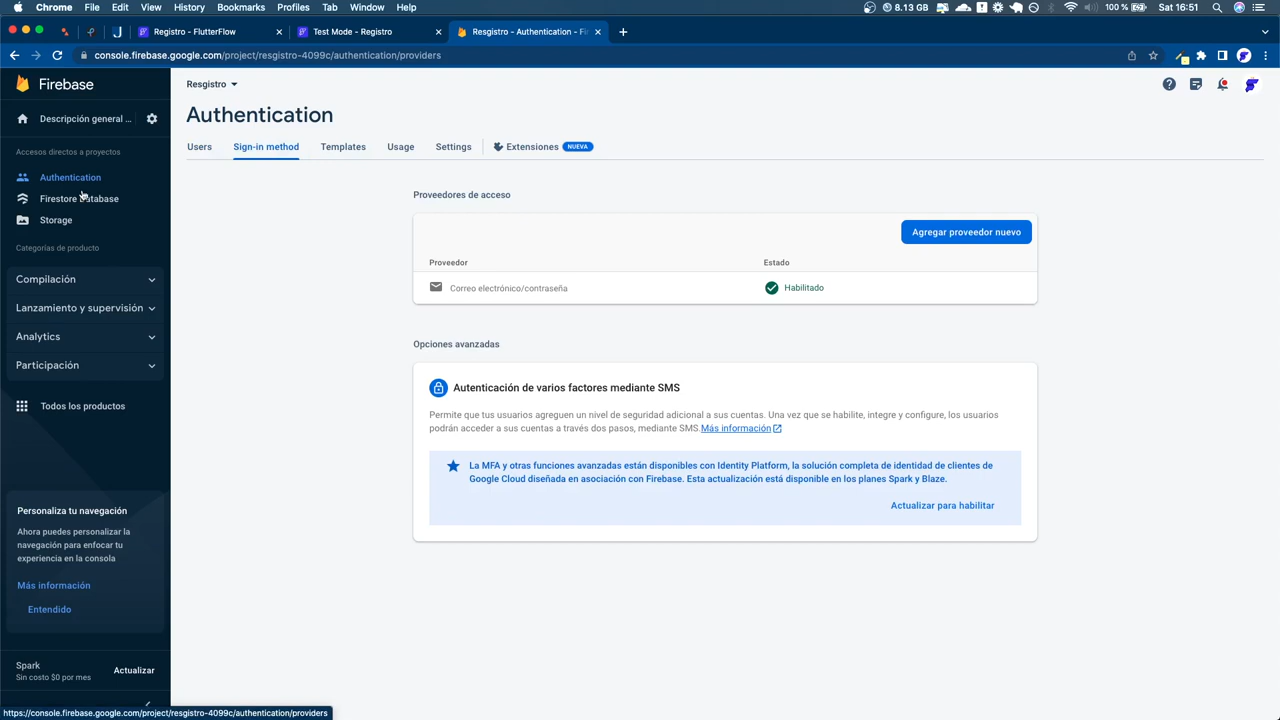 Chrome File Edit View History Bookmarks Profiles Tab Window Help 8.13 GB 100 % Sat 16:51
Registro - FlutterFlow Test Mode - Registro Resgistro - Authentication - Fi
console.firebase.google.com/project/resgistro-4099c/authentication/providers
Firebase
Resgistro
Descripción general ...
Authentication
Users Sign-in method Templates Usage Settings Extensiones NUEVA
Accesos directos a proyectos
Authentication
Firestore Database
Storage
Categorías de producto
Compilación
Lanzamiento y supervisión
Analytics
Participación
Todos los productos
Personaliza tu navegación
Ahora puedes personalizar la
navegación para enfocar tu
experiencia en la consola
Más información
Entendido
Spark
Sin costo $0 por mes
Actualizar
Proveedores de acceso
Agregar proveedor nuevo
Proveedor Estado
Correo electrónico/contraseña Habilitado
Opciones avanzadas
Autenticación de varios factores mediante SMS
Permite que tus usuarios agreguen un nivel de seguridad adicional a sus cuentas. Una vez que se habilite, integre y configure, los usuarios
podrán acceder a sus cuentas a través dos pasos, mediante SMS.Más información
La MFA y otras funciones avanzadas están disponibles con Identity Platform, la solución completa de identidad de clientes de
Google Cloud diseñada en asociación con Firebase. Esta actualización está disponible en los planes Spark y Blaze.
Actualizar para habilitar
https://console.firebase.google.com/project/resgistro-4099c/authentication/providers